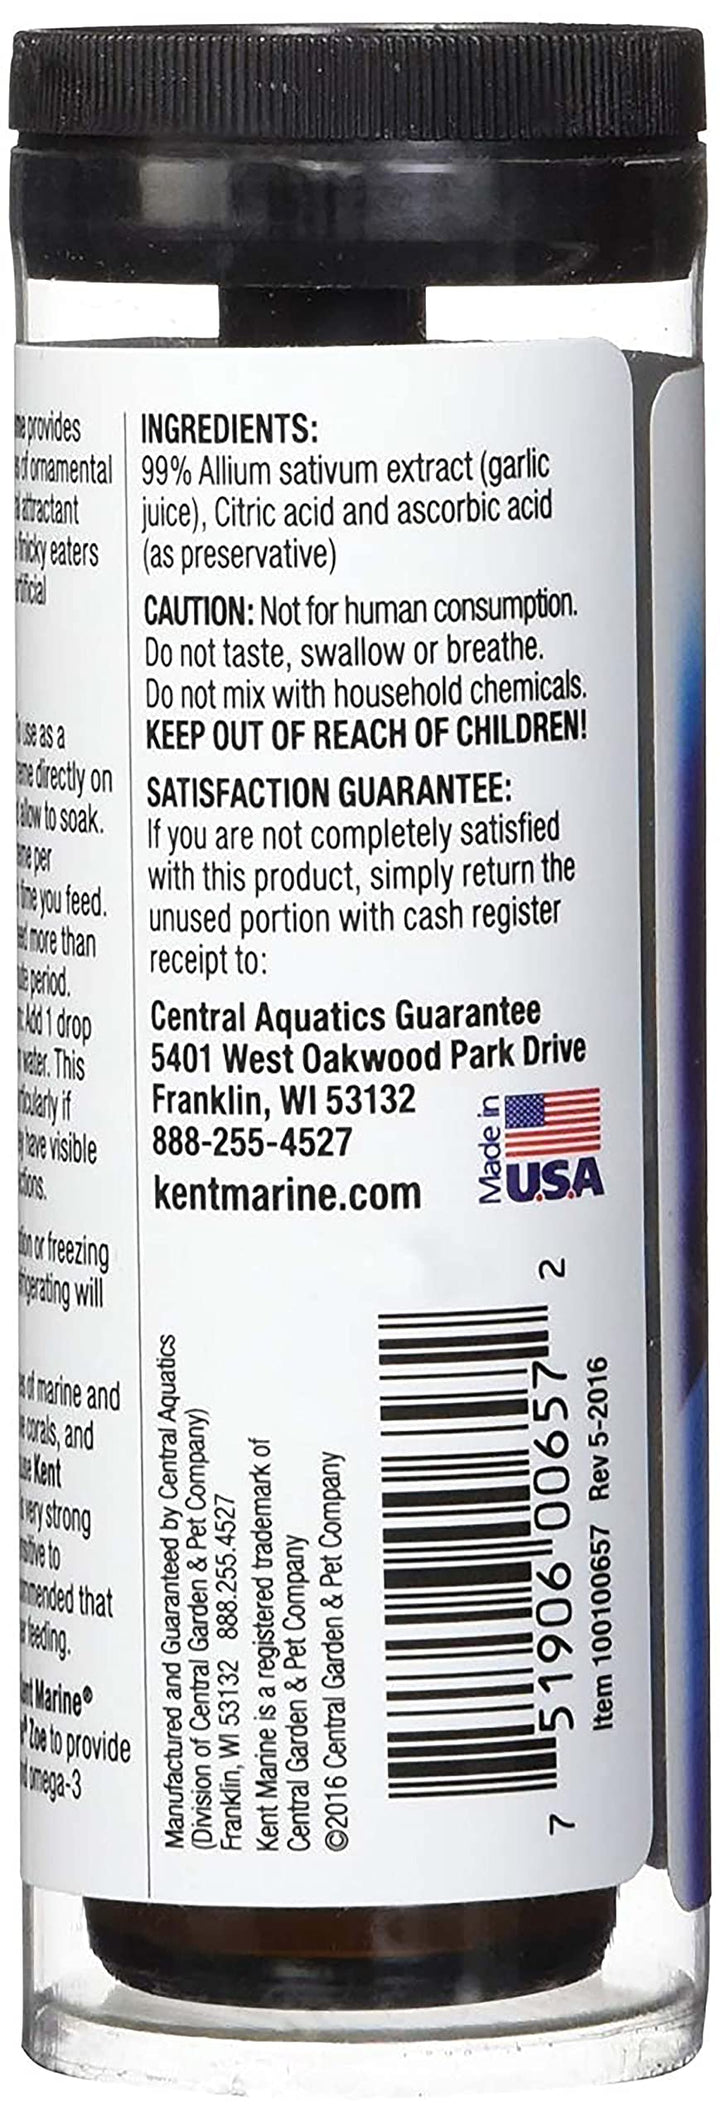 provides
of ornamental
attractant
finicky eaters
use as a
directly on
allow to soak.
per
time you feed.
more than
period.
Add 1 drop
water. This
if
have visible
or freezing
will
of marine and
corals, and
Kent
very strong
to
that
feeding.
Marine®
Zoe to provide
omega-3
INGREDIENTS:
99% Allium sativum extract (garlic
juice), Citric acid and ascorbic acid
(as preservative)
CAUTION: Not for human consumption.
Do not taste, swallow or breathe.
Do not mix with household chemicals.
KEEP OUT OF REACH OF CHILDREN!
SATISFACTION GUARANTEE:
If you are not completely satisfied
with this product, simply return the
unused portion with cash register
receipt to:
Central Aquatics Guarantee
5401 West Oakwood Park Drive
Franklin, WI 53132
888-255-4527
kentmarine.com
Made in
U.S.A
Manufactured and Guaranteed by Central Aquatics
(Division of Central Garden & Pet Company)
Franklin, WI 53132 888.255.4527
Kent Marine is a registered trademark of
Central Garden & Pet Company
©2016 Central Garden & Pet Company
7 51906 00657 2
Item 100100657 Rev 5-2016